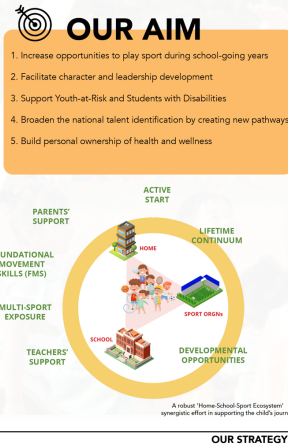 OUR AIM
1. Increase opportunities to play sport during school-going years
2. Facilitate character and leadership development
3. Support Youth-at-Risk and Students with Disabilities
4. Broaden the national talent identification by creating new pathways
5. Build personal ownership of health and wellness
ACTIVE
START
PARENTS'
SUPPORT
LIFETIME
CONTINUUM
HOME
OUNDATIONAL
MOVEMENT
SKILLS (FMS)
MULTI-SPORT
EXPOSURE
SPORT ORGNs
SCHOOL
TEACHERS'
SUPPORT
DEVELOPMENTAL
OPPORTUNITIES
A robust 'Home-School-Sport Ecosystem'
synergistic effort in supporting the child's journ
OUR STRATEGY